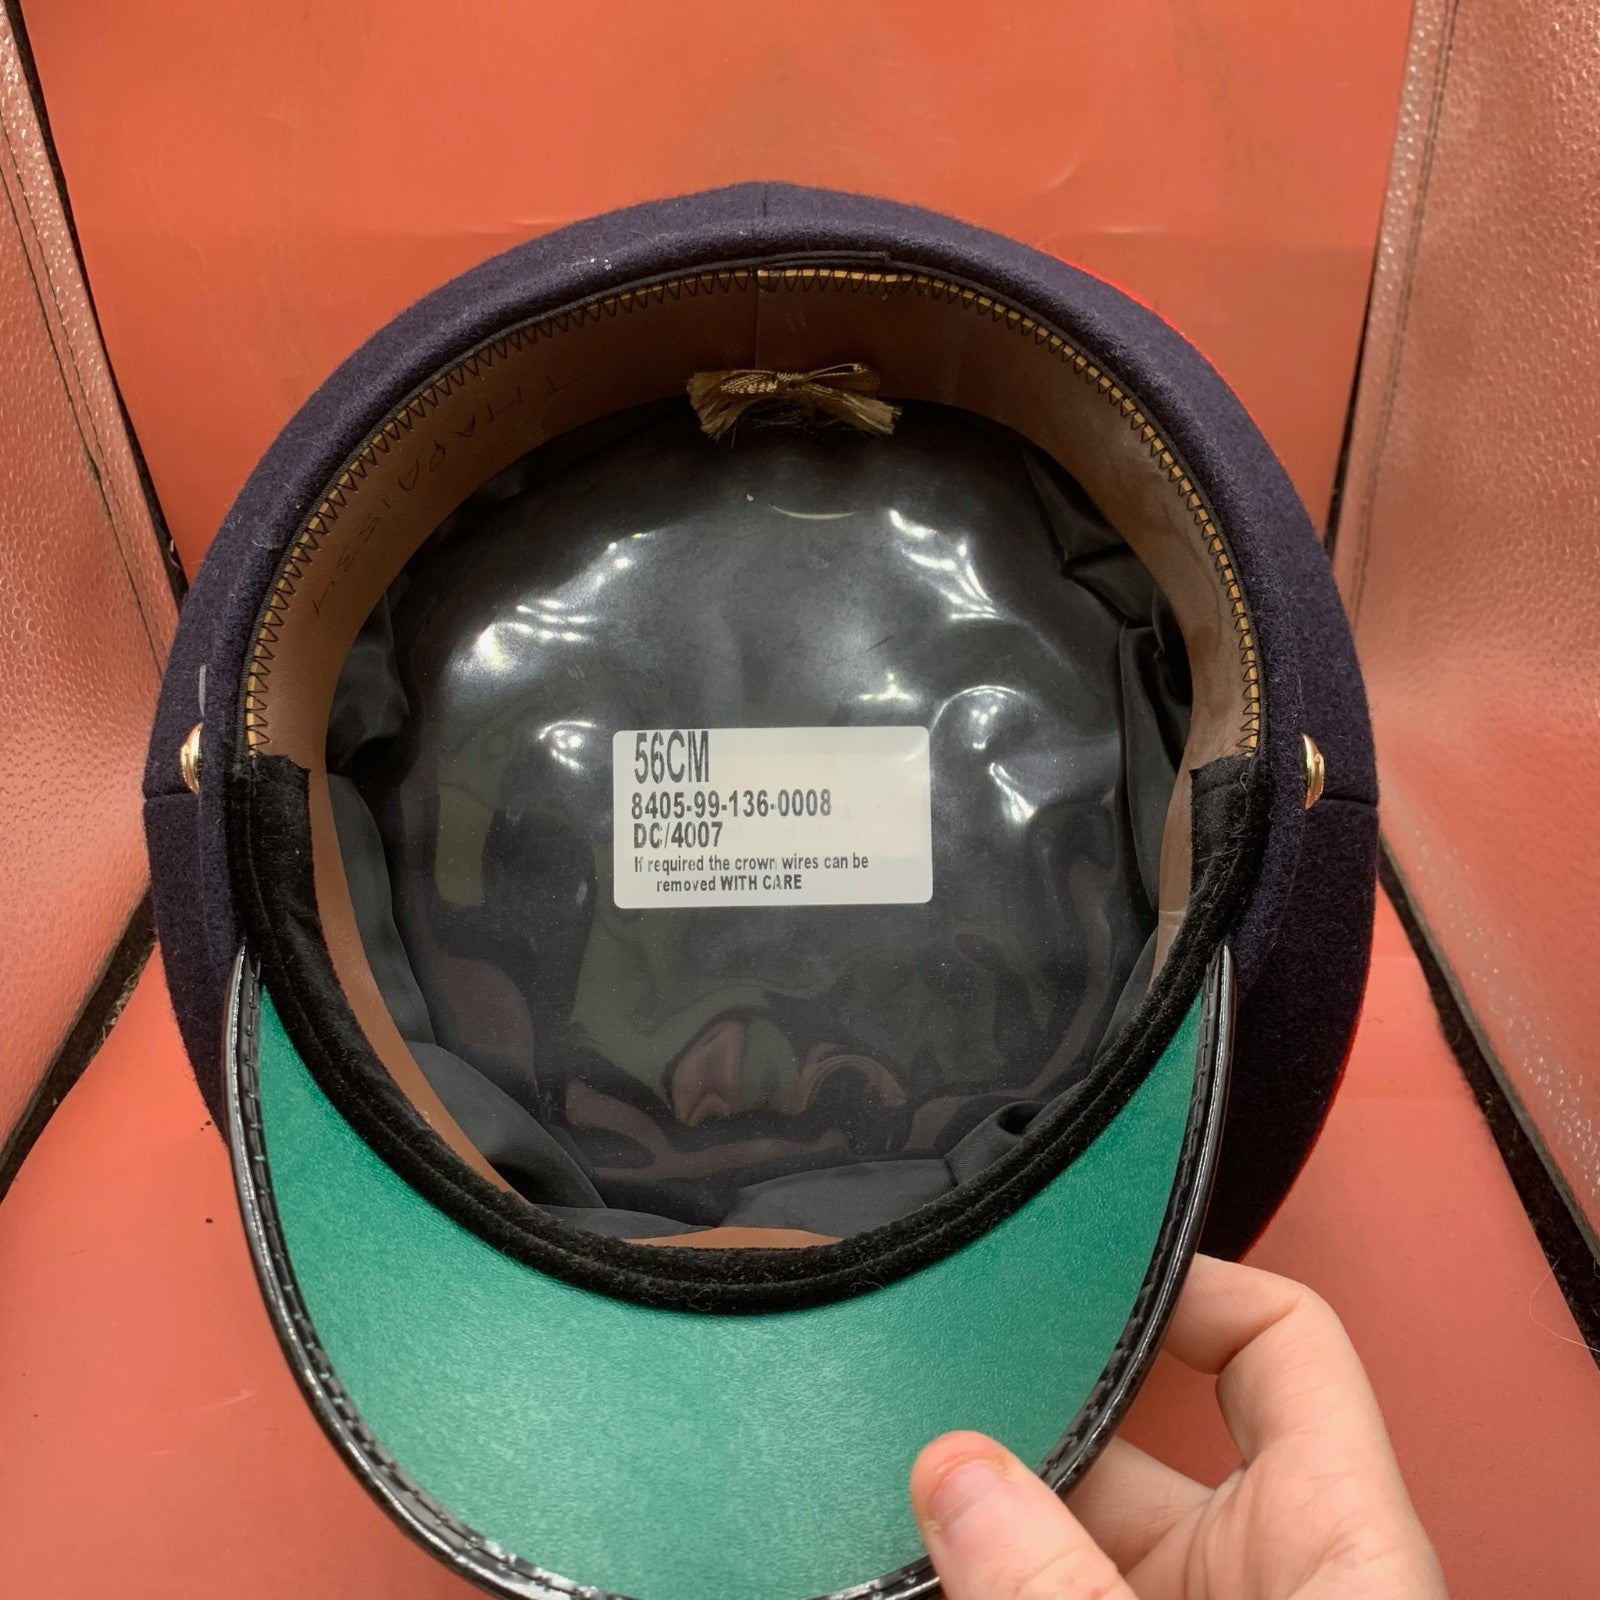 56CM
8405-99-136-0008
DC/4007
If required the crown wires can be
removed WITH CARE